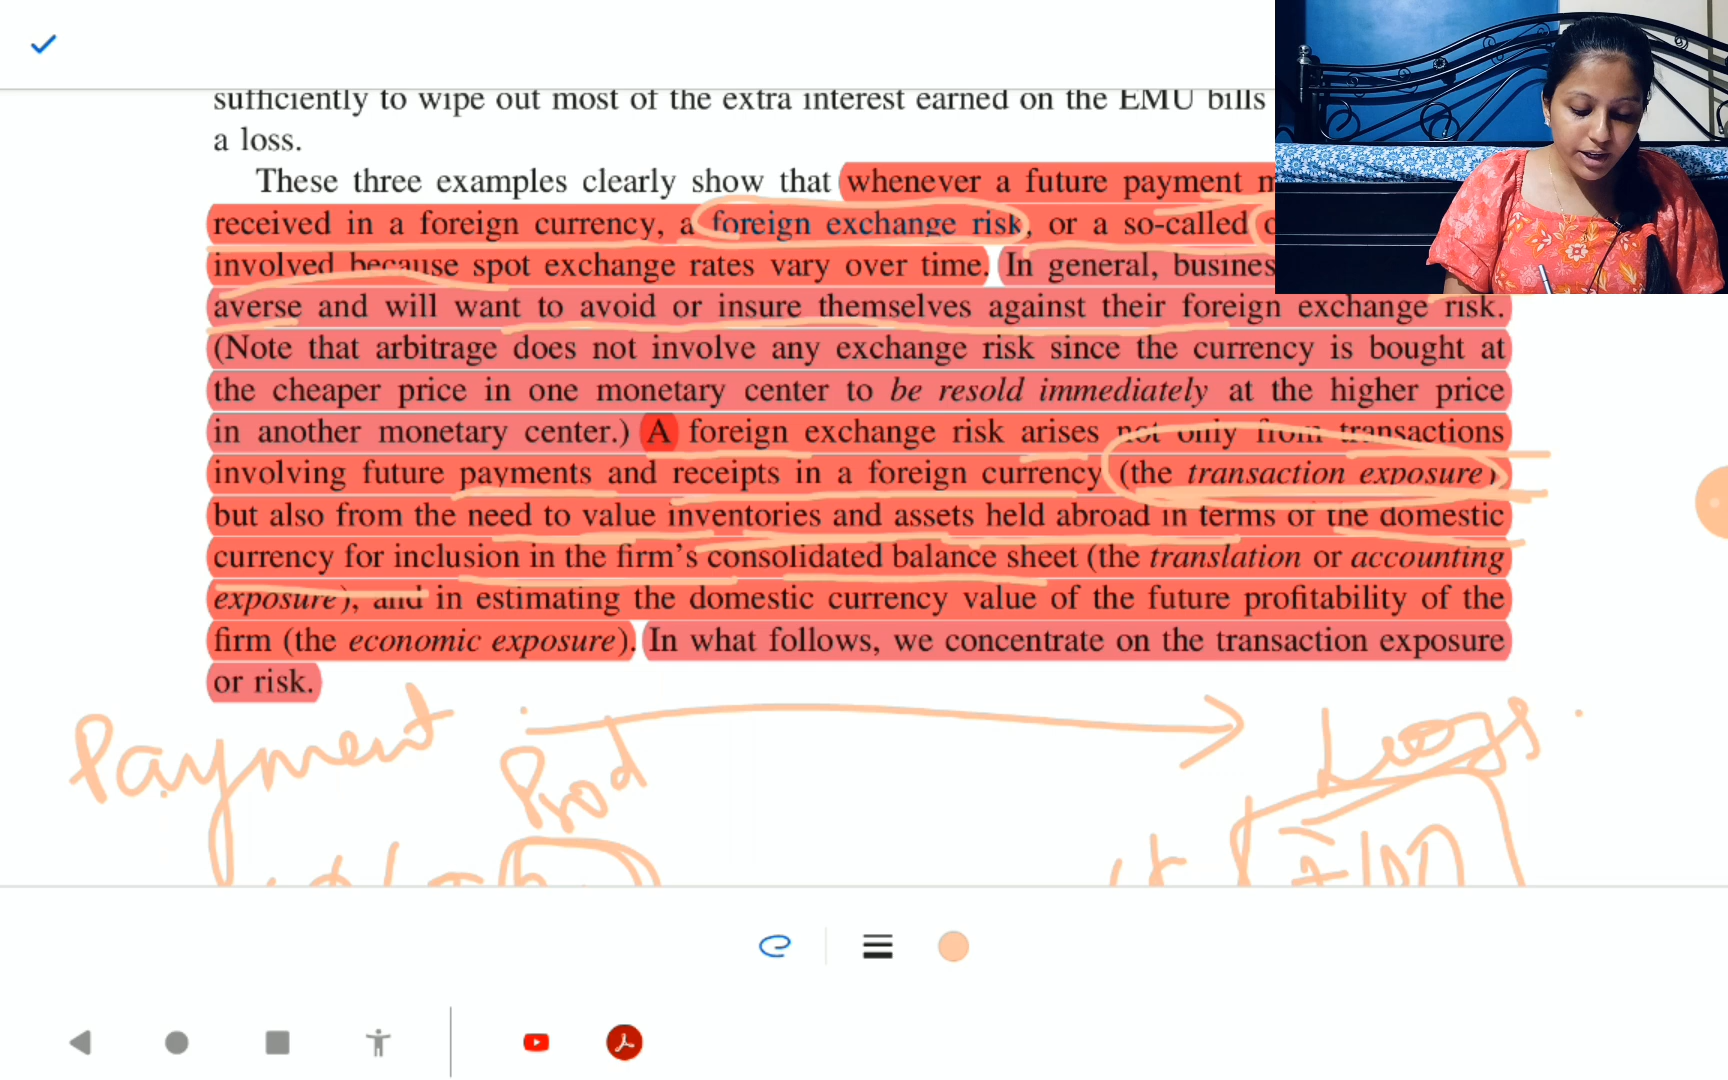 sufficiently to wipe out most of the extra interest earned on the EMU bills
a loss.
These three examples clearly show that whenever a future payment m
received in a foreign currency, a foreign exchange risk, or a so-called o
involved because spot exchange rates vary over time. In general, busines
averse and will want to avoid or insure themselves against their foreign exchange risk.
(Note that arbitrage does not involve any exchange risk since the currency is bought at
the cheaper price in one monetary center to be resold immediately at the higher price
in another monetary center.) A foreign exchange risk arises not only from transactions
involving future payments and receipts in a foreign currency (the transaction exposure)
but also from the need to value inventories and assets held abroad in terms of the domestic
currency for inclusion in the firm's consolidated balance sheet (the translation or accounting
exposure), and in estimating the domestic currency value of the future profitability of the
firm (the economic exposure). In what follows, we concentrate on the transaction exposure
or risk.
Payment
Prod